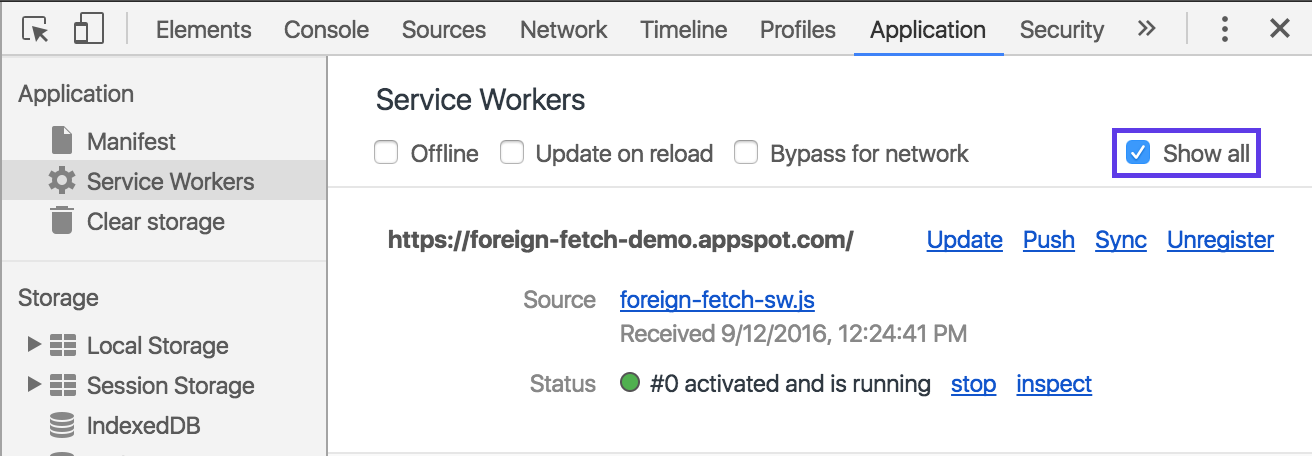 Elements Console Sources Network Timeline Profiles Application Security »
Application
Manifest
Service Workers
Clear storage
Storage
Local Storage
Session Storage
IndexedDB
Service Workers
Offline Update on reload Bypass for network Show all
https://foreign-fetch-demo.appspot.com/ Update Push Sync Unregister
Source foreign-fetch-sw.js
Received 9/12/2016, 12:24:41 PM
Status #0 activated and is running stop inspect